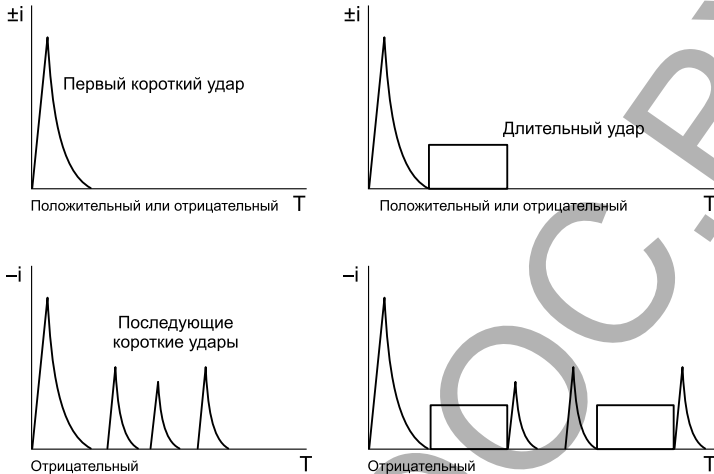 ±i
Первый короткий удар
Положительный или отрицательный T
±i
Длительный удар
Положительный или отрицательный T
–i
Последующие
короткие удары
Отрицательный T
–i
Отрицательный T